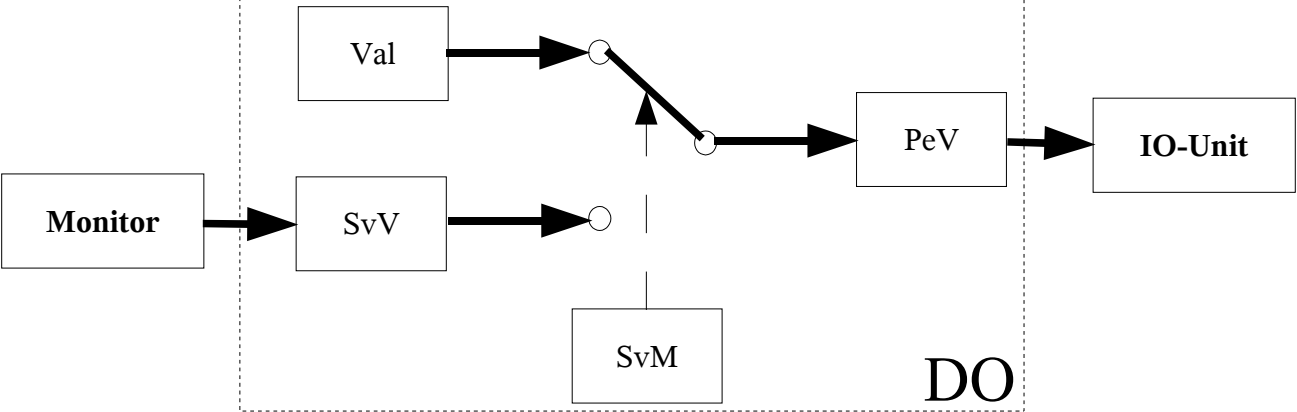 Val
PeV
IO-Unit
Monitor
SvV
SvM
DO